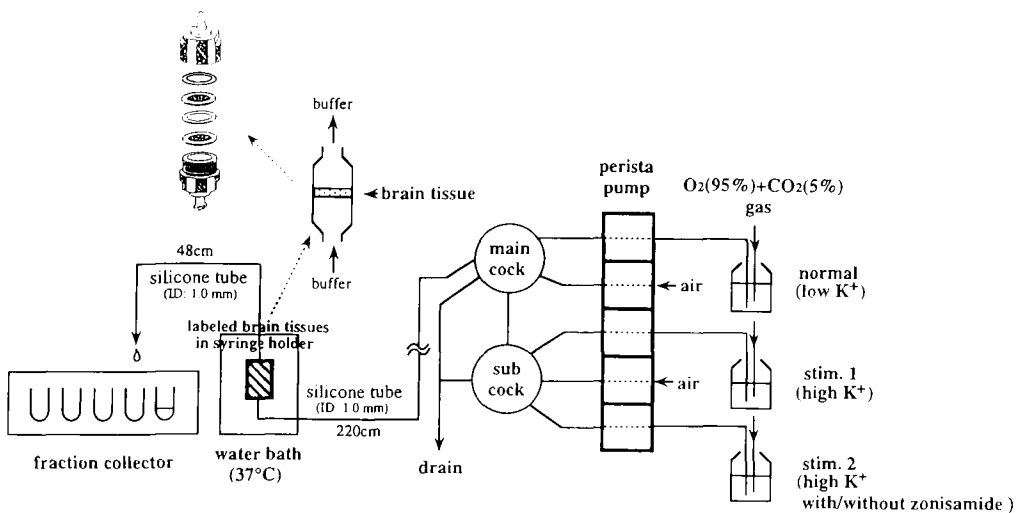 buffer
brain tissue
buffer
48cm
silicone tube
(ID: 1.0 mm)
labeled brain tissues
in syringe holder
fraction collector
water bath
(37°C)
silicone tube
(ID 1.0 mm)
220cm
drain
main
cock
sub
cock
perista
pump
air
air
O2(95%)+CO2(5%)
gas
normal
(low K+)
stim. 1
(high K+)
stim. 2
(high K+
with/without zonisamide )